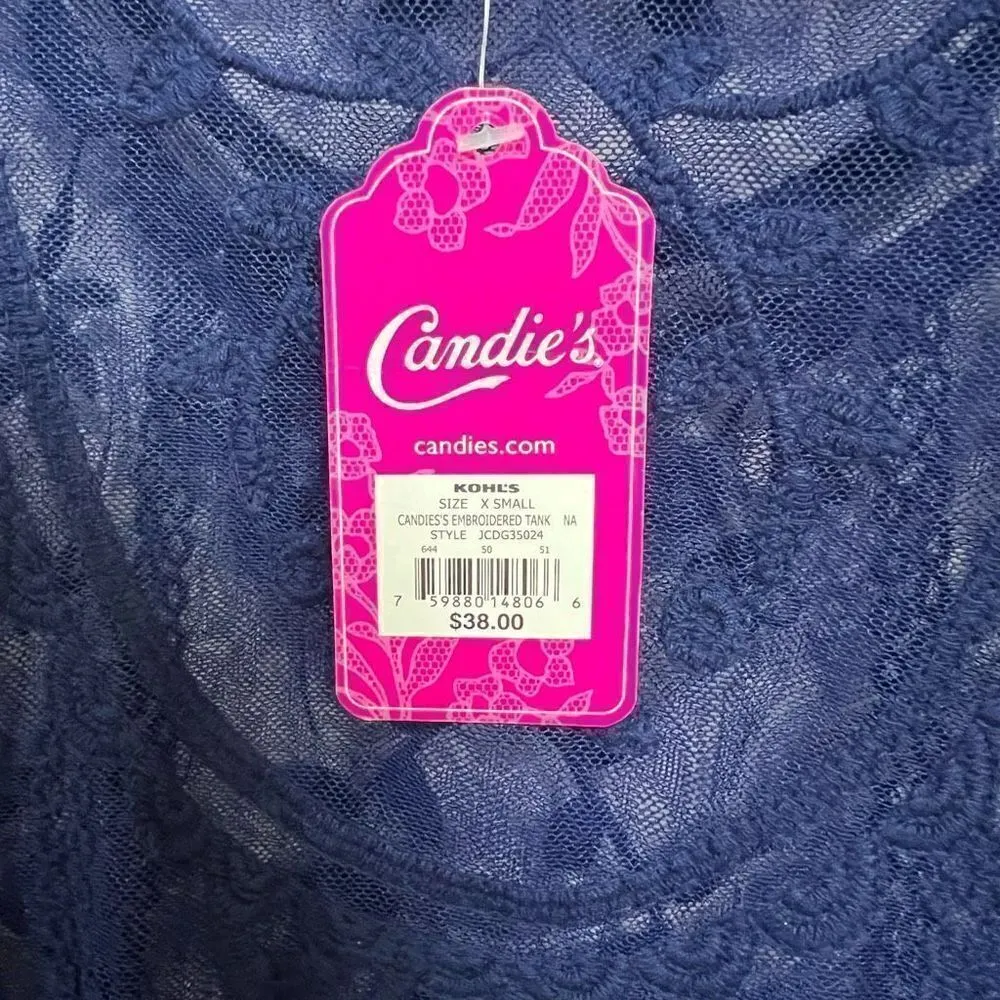 Candie's.
candies.com
KOHL'S
SIZE X SMALL
CANDIES'S EMBROIDERED TANK NA
STYLE JCDG35024
644 50 51
7 59880 14806 6
$38.00